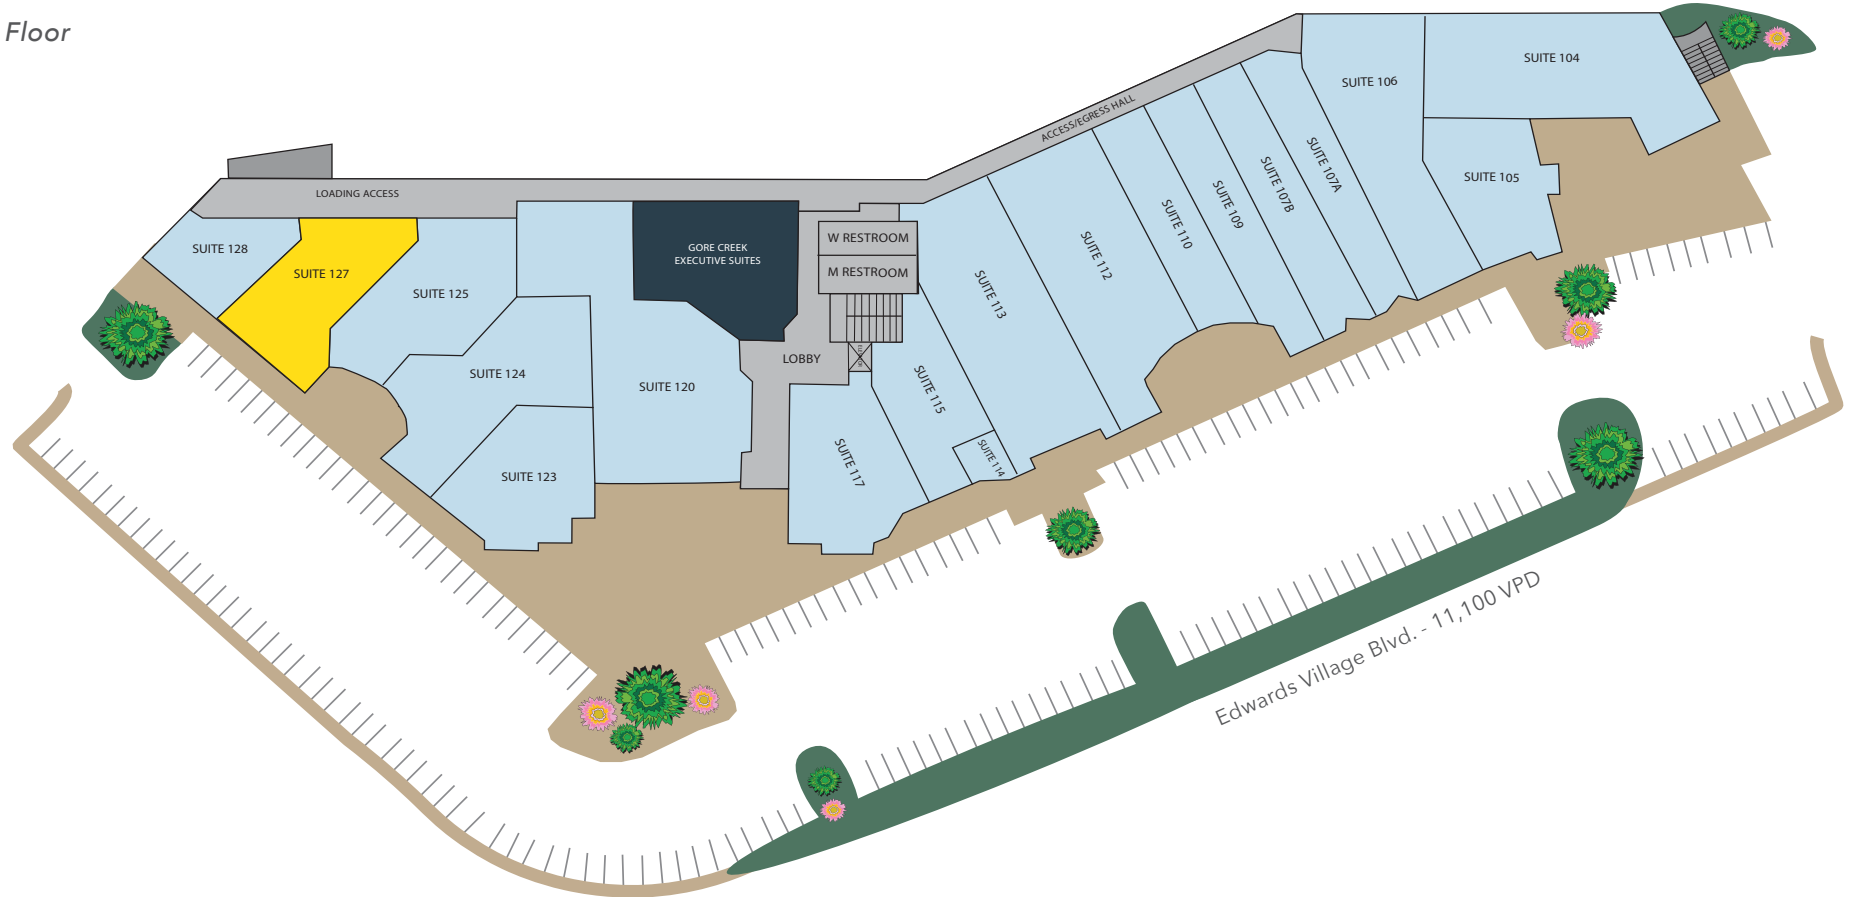 Floor
SUITE 104
SUITE 106
ACCESS/EGRESS HALL
SUITE 107A
SUITE 105
SUITE 107B
SUITE 109
SUITE 110
SUITE 112
SUITE 113
LOADING ACCESS
SUITE 128
SUITE 127
SUITE 125
GORE CREEK
EXECUTIVE SUITES
W RESTROOM
M RESTROOM
LOBBY
SUITE 124
SUITE 120
SUITE 115
SUITE 114
SUITE 117
SUITE 123
Edwards Village Blvd. - 11,100 VPD